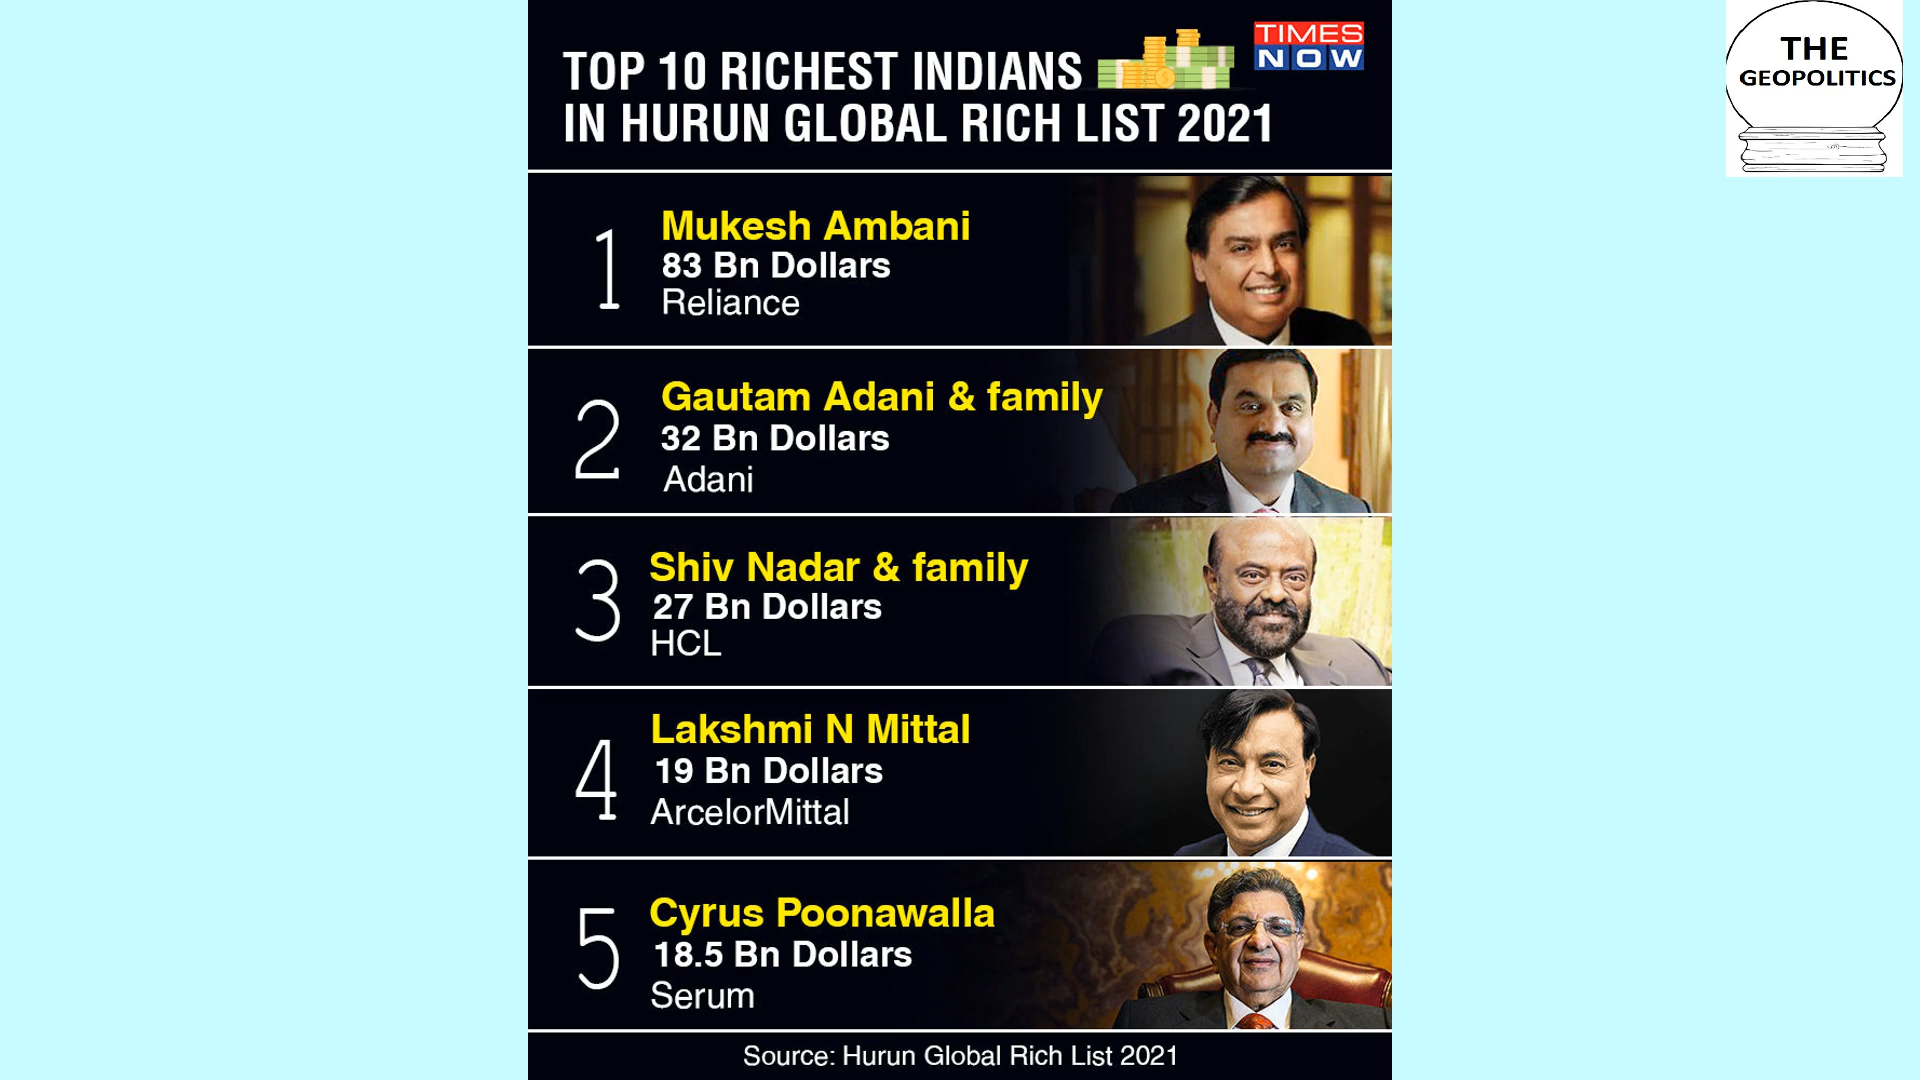 TOP 10 RICHEST INDIANS
IN HURUN GLOBAL RICH LIST 2021
TIMES
NOW
THE
GEOPOLITICS
1
Mukesh Ambani
83 Bn Dollars
Reliance
2
Gautam Adani & family
32 Bn Dollars
Adani
3
Shiv Nadar & family
27 Bn Dollars
HCL
4
Lakshmi N Mittal
19 Bn Dollars
ArcelorMittal
5
Cyrus Poonawalla
18.5 Bn Dollars
Serum
Source: Hurun Global Rich List 2021